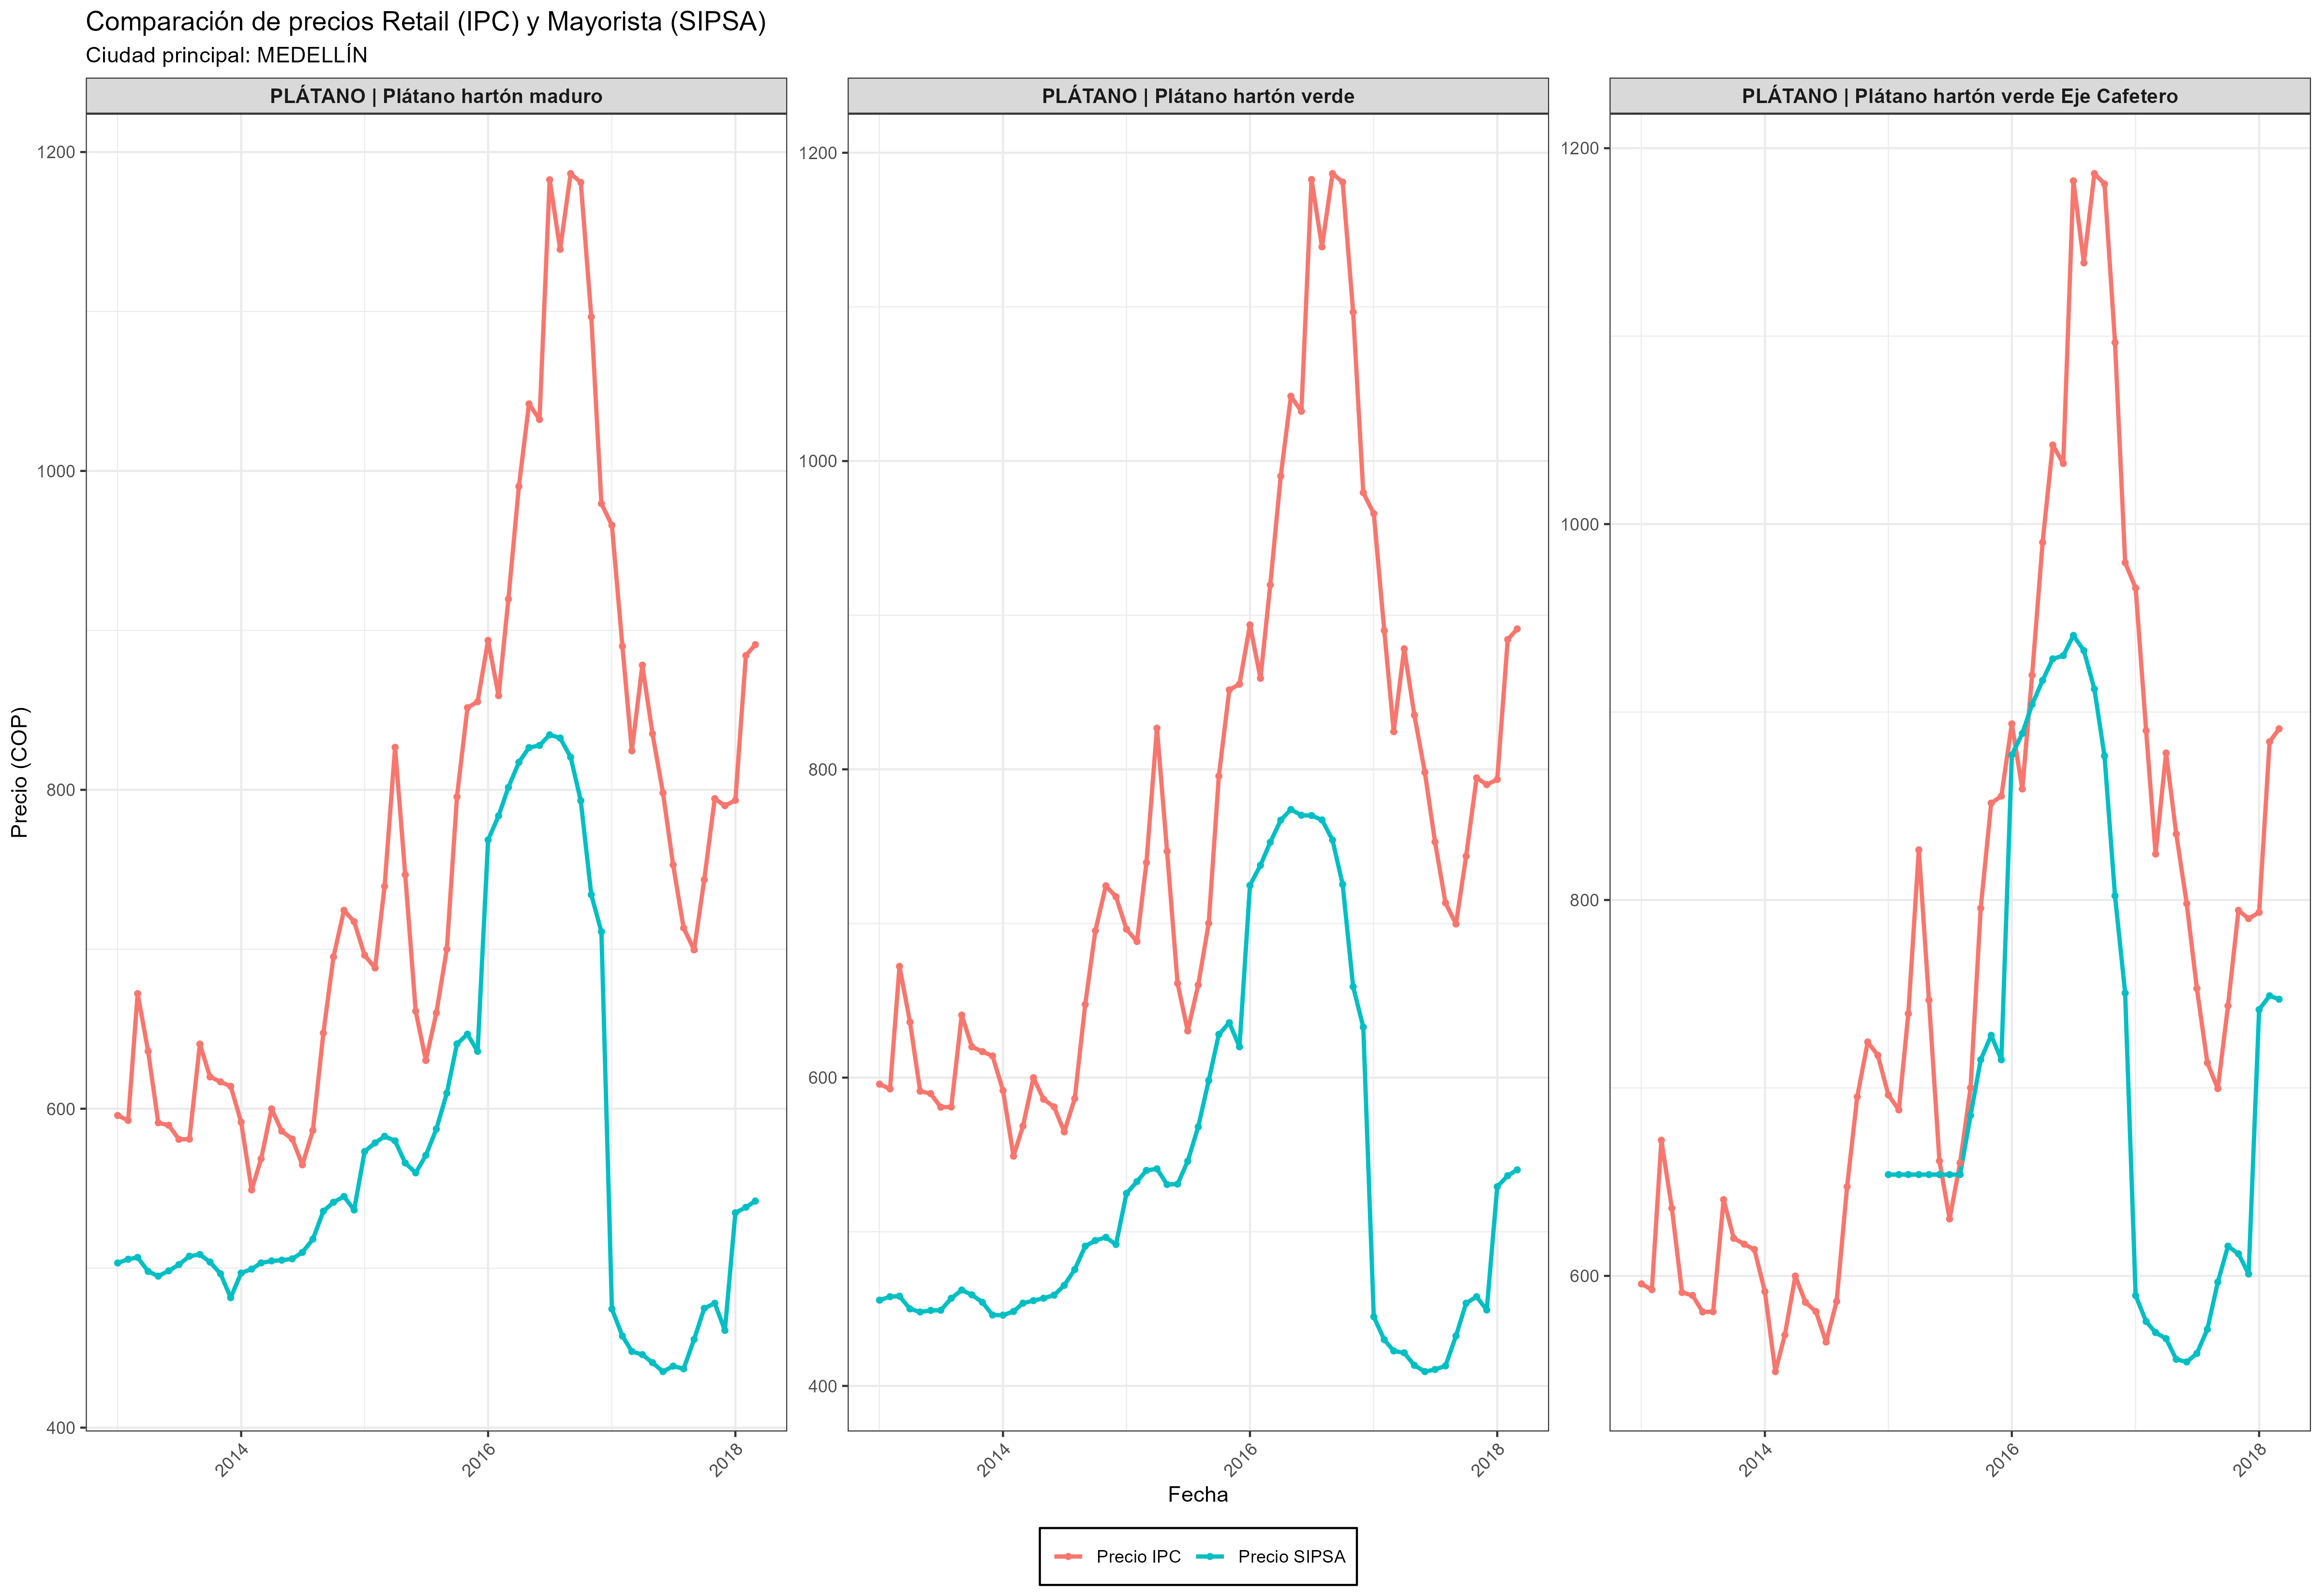 Comparación de precios Retail (IPC) y Mayorista (SIPSA)
Ciudad principal: MEDELLÍN
PLÁTANO | Plátano hartón maduro
PLÁTANO | Plátano hartón verde
PLÁTANO | Plátano hartón verde Eje Cafetero
Precio (COP)
1200
1000
800
600
400
2014
2016
2018
1200
1000
800
600
400
2014
2016
2018
1200
1000
800
600
2014
2016
2018
Fecha
Precio IPC
Precio SIPSA